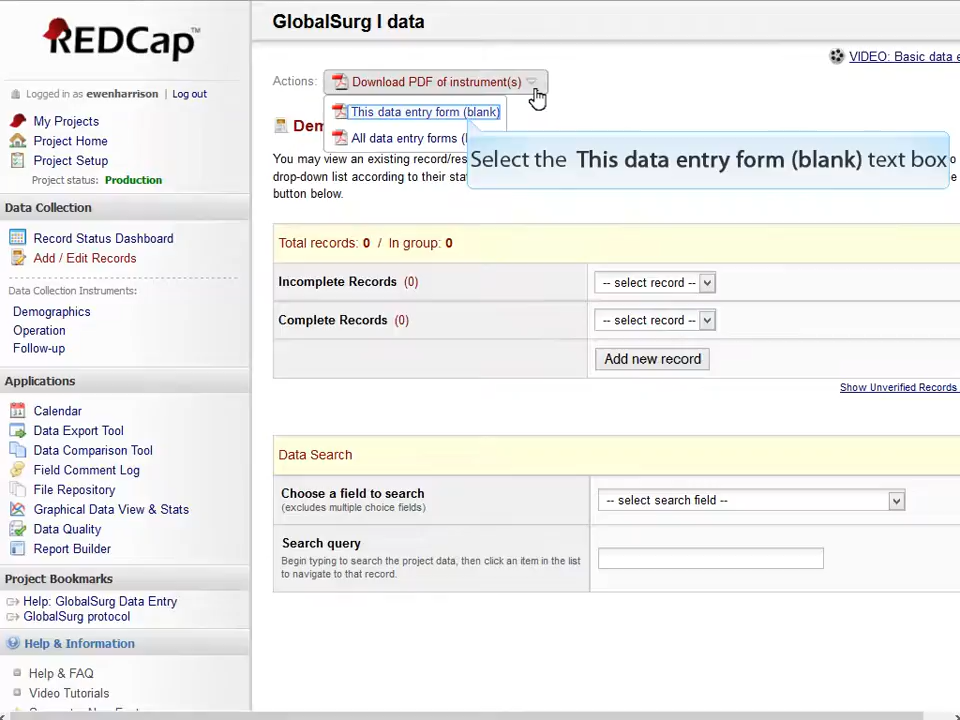 REDCap™
Logged in as ewenharrison | Log out
My Projects
Project Home
Project Setup
Project status: Production
Data Collection
Record Status Dashboard
Add / Edit Records
Data Collection Instruments:
Demographics
Operation
Follow-up
Applications
Calendar
Data Export Tool
Data Comparison Tool
Field Comment Log
File Repository
Graphical Data View & Stats
Data Quality
Report Builder
Project Bookmarks
Help: GlobalSurg Data Entry
GlobalSurg protocol
Help & Information
Help & FAQ
Video Tutorials
GlobalSurg I data
VIDEO: Basic data e
Actions: Download PDF of instrument(s)
This data entry form (blank)
All data entry forms (
Dem
Select the This data entry form (blank) text box
You may view an existing record/res
drop-down list according to their sta
button below.
Total records: 0 / In group: 0
Incomplete Records (0) -- select record --
Complete Records (0) -- select record --
Add new record
Show Unverified Records
Data Search
Choose a field to search
(excludes multiple choice fields)
-- select search field --
Search query
Begin typing to search the project data, then click an item in the list
to navigate to that record.